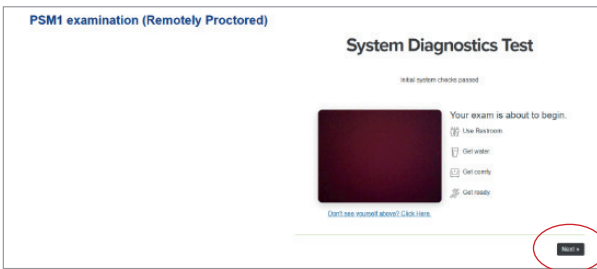 PSM1 examination (Remotely Proctored)
System Diagnostics Test
Initial system checks passed
Your exam is about to begin.
Use Restroom
Get water
Get comfy
Get ready
Don't see yourself above? Click Here.
Next »